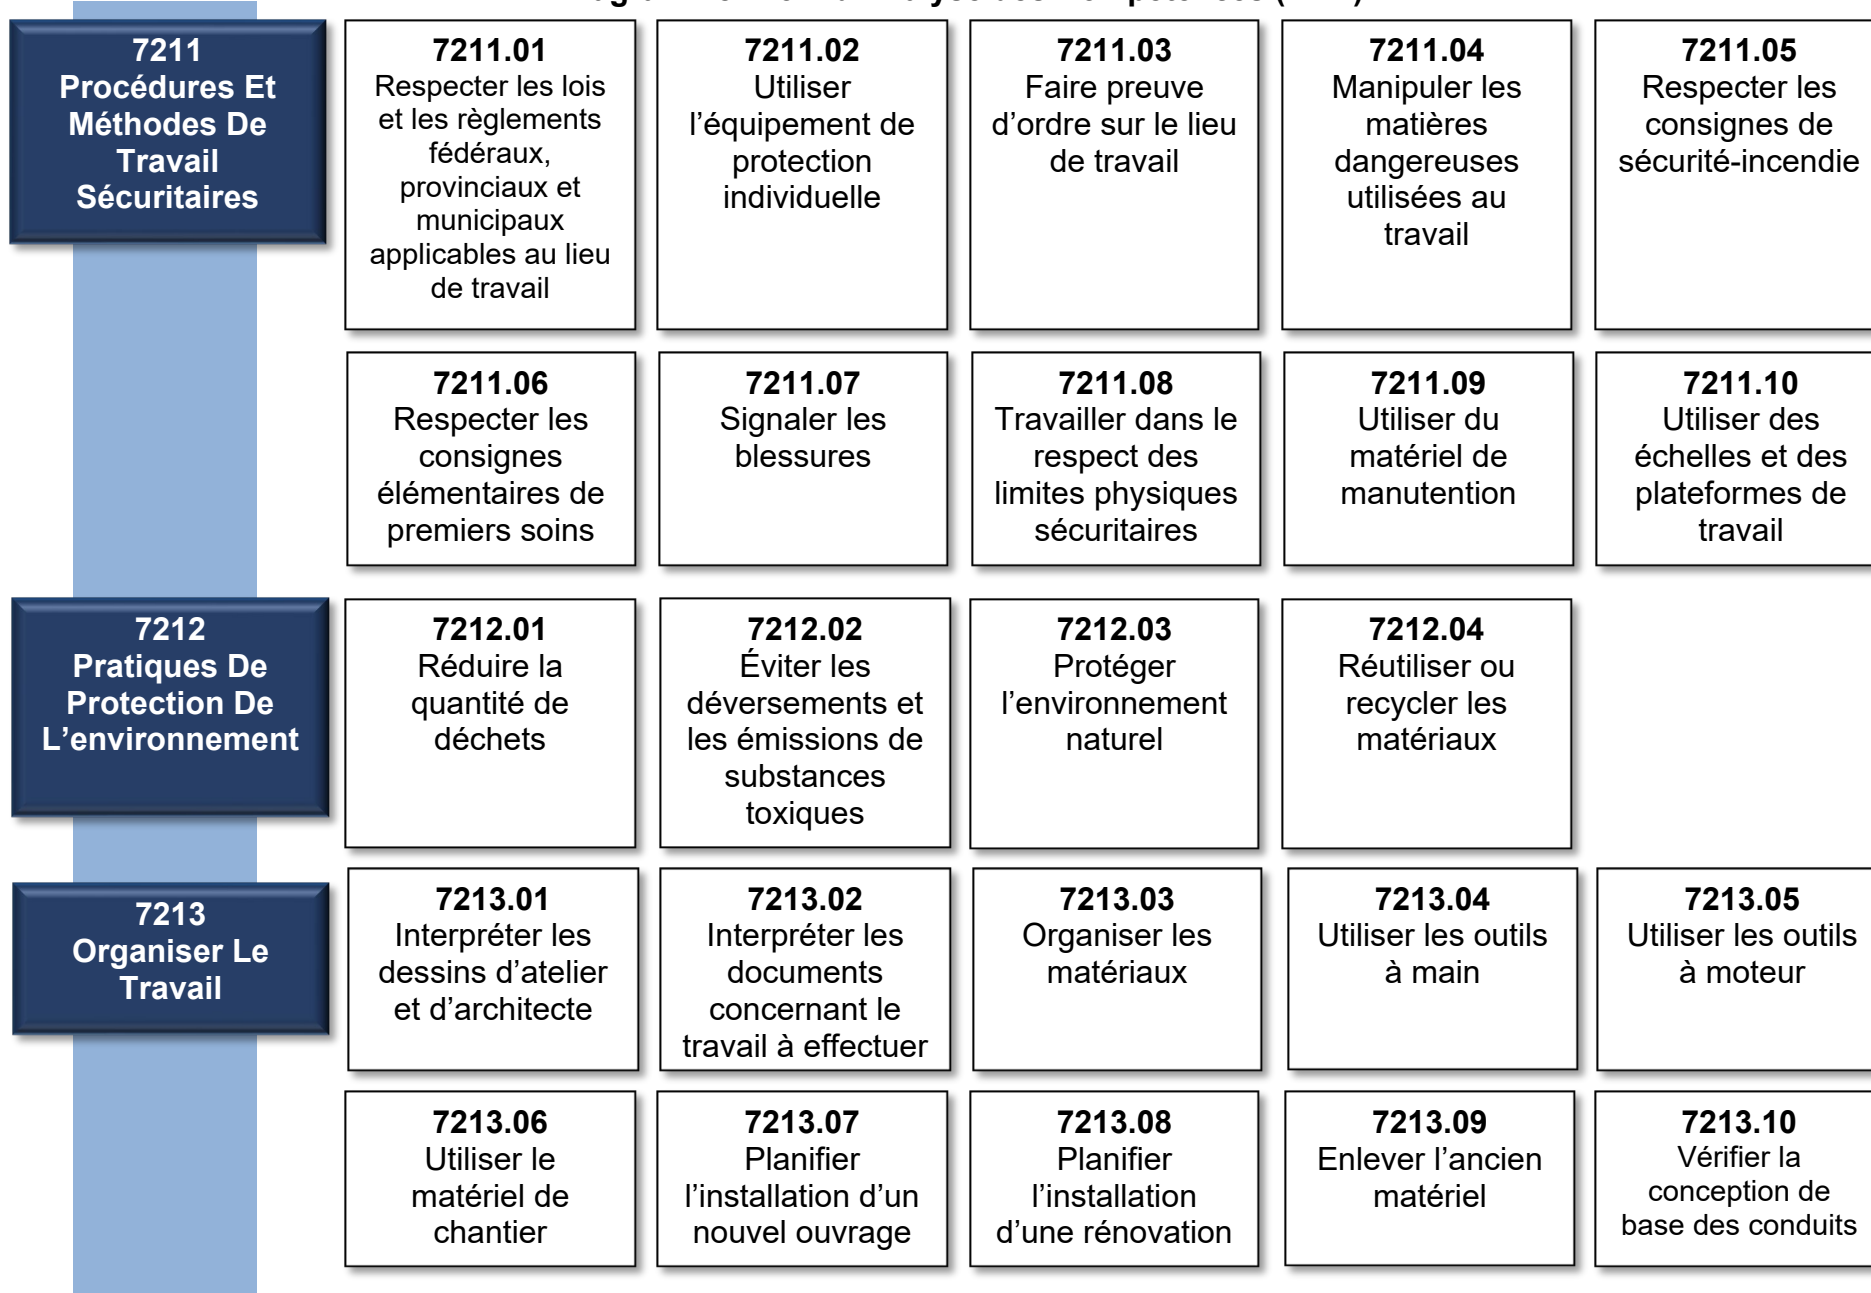 7211
Procédures Et
Méthodes De
Travail
Sécuritaires
7211.01
Respecter les lois
et les règlements
fédéraux,
provinciaux et
municipaux
applicables au lieu
de travail
7211.02
Utiliser
l’équipement de
protection
individuelle
7211.03
Faire preuve
d’ordre sur le lieu
de travail
7211.04
Manipuler les
matières
dangereuses
utilisées au
travail
7211.05
Respecter les
consignes de
sécurité-incendie
7211.06
Respecter les
consignes
élémentaires de
premiers soins
7211.07
Signaler les
blessures
7211.08
Travailler dans le
respect des
limites physiques
sécuritaires
7211.09
Utiliser du
matériel de
manutention
7211.10
Utiliser des
échelles et des
plateformes de
travail
7212
Pratiques De
Protection De
L’environnement
7212.01
Réduire la
quantité de
déchets
7212.02
Éviter les
déversements et
les émissions de
substances
toxiques
7212.03
Protéger
l’environnement
naturel
7212.04
Réutiliser ou
recycler les
matériaux
7213
Organiser Le
Travail
7213.01
Interpréter les
dessins d’atelier
et d’architecte
7213.02
Interpréter les
documents
concernant le
travail à effectuer
7213.03
Organiser les
matériaux
7213.04
Utiliser les outils
à main
7213.05
Utiliser les outils
à moteur
7213.06
Utiliser le
matériel de
chantier
7213.07
Planifier
l’installation d’un
nouvel ouvrage
7213.08
Planifier
l’installation
d’une rénovation
7213.09
Enlever l’ancien
matériel
7213.10
Vérifier la
conception de
base des conduits